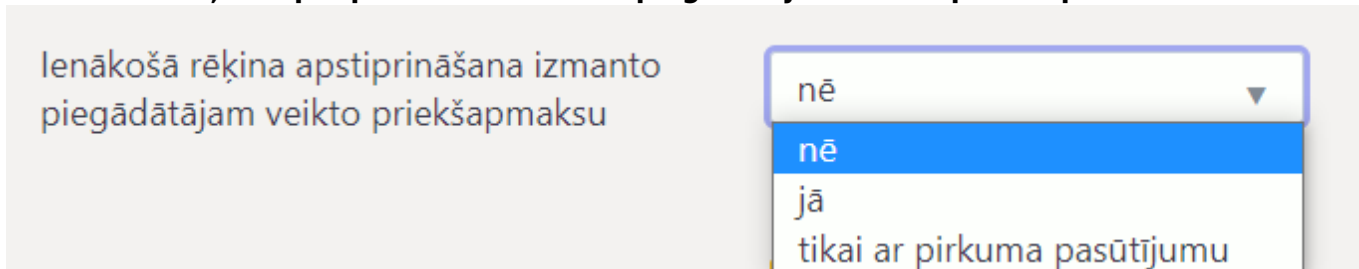 Ienākošā rēķina apstiprināšana izmanto
piegādātājam veikto priekšapmaksu
nē
nē
jā
tikai ar pirkuma pasūtījumu